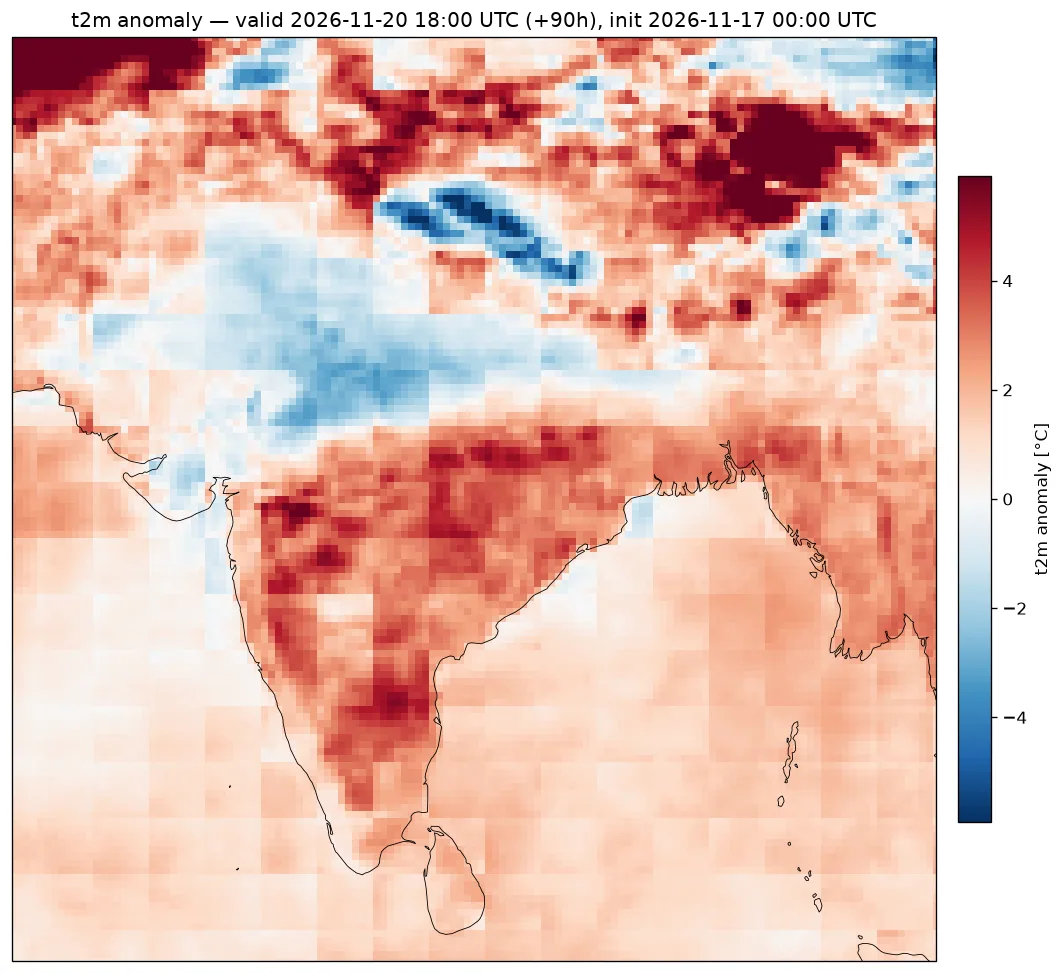 t2m anomaly — valid 2026-11-20 18:00 UTC (+90h), init 2026-11-17 00:00 UTC
4
2
0
−2
−4
t2m anomaly [°C]